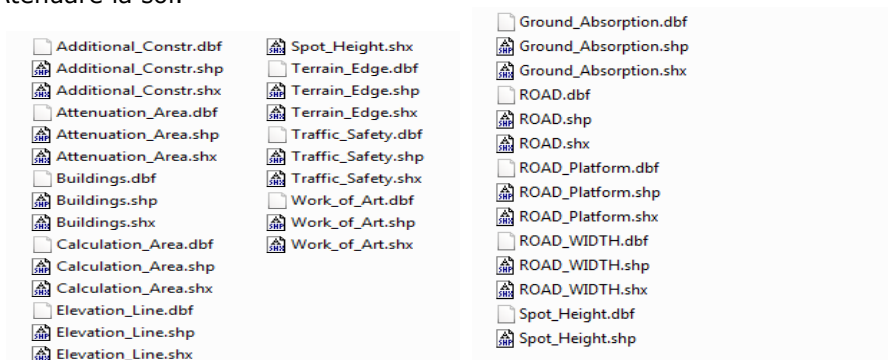 Atenuare la sol.
Additional_Constr.dbf
Additional_Constr.shp
Additional_Constr.shx
Attenuation_Area.dbf
Attenuation_Area.shp
Attenuation_Area.shx
Buildings.dbf
Buildings.shp
Buildings.shx
Calculation_Area.dbf
Calculation_Area.shp
Calculation_Area.shx
Elevation_Line.dbf
Elevation_Line.shp
Elevation_Line.shx
Spot_Height.shx
Terrain_Edge.dbf
Terrain_Edge.shp
Terrain_Edge.shx
Traffic_Safety.dbf
Traffic_Safety.shp
Traffic_Safety.shx
Work_of_Art.dbf
Work_of_Art.shp
Work_of_Art.shx
Ground_Absorption.dbf
Ground_Absorption.shp
Ground_Absorption.shx
ROAD.dbf
ROAD.shp
ROAD.shx
ROAD_Platform.dbf
ROAD_Platform.shp
ROAD_Platform.shx
ROAD_WIDTH.dbf
ROAD_WIDTH.shp
ROAD_WIDTH.shx
Spot_Height.dbf
Spot_Height.shp